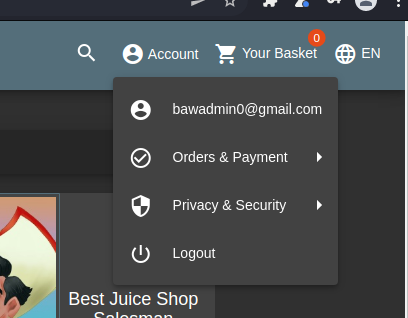 0
Account
Your Basket
EN
bawadmin0@gmail.com
Orders & Payment
Privacy & Security
Logout
Best Juice Shop
Salesman